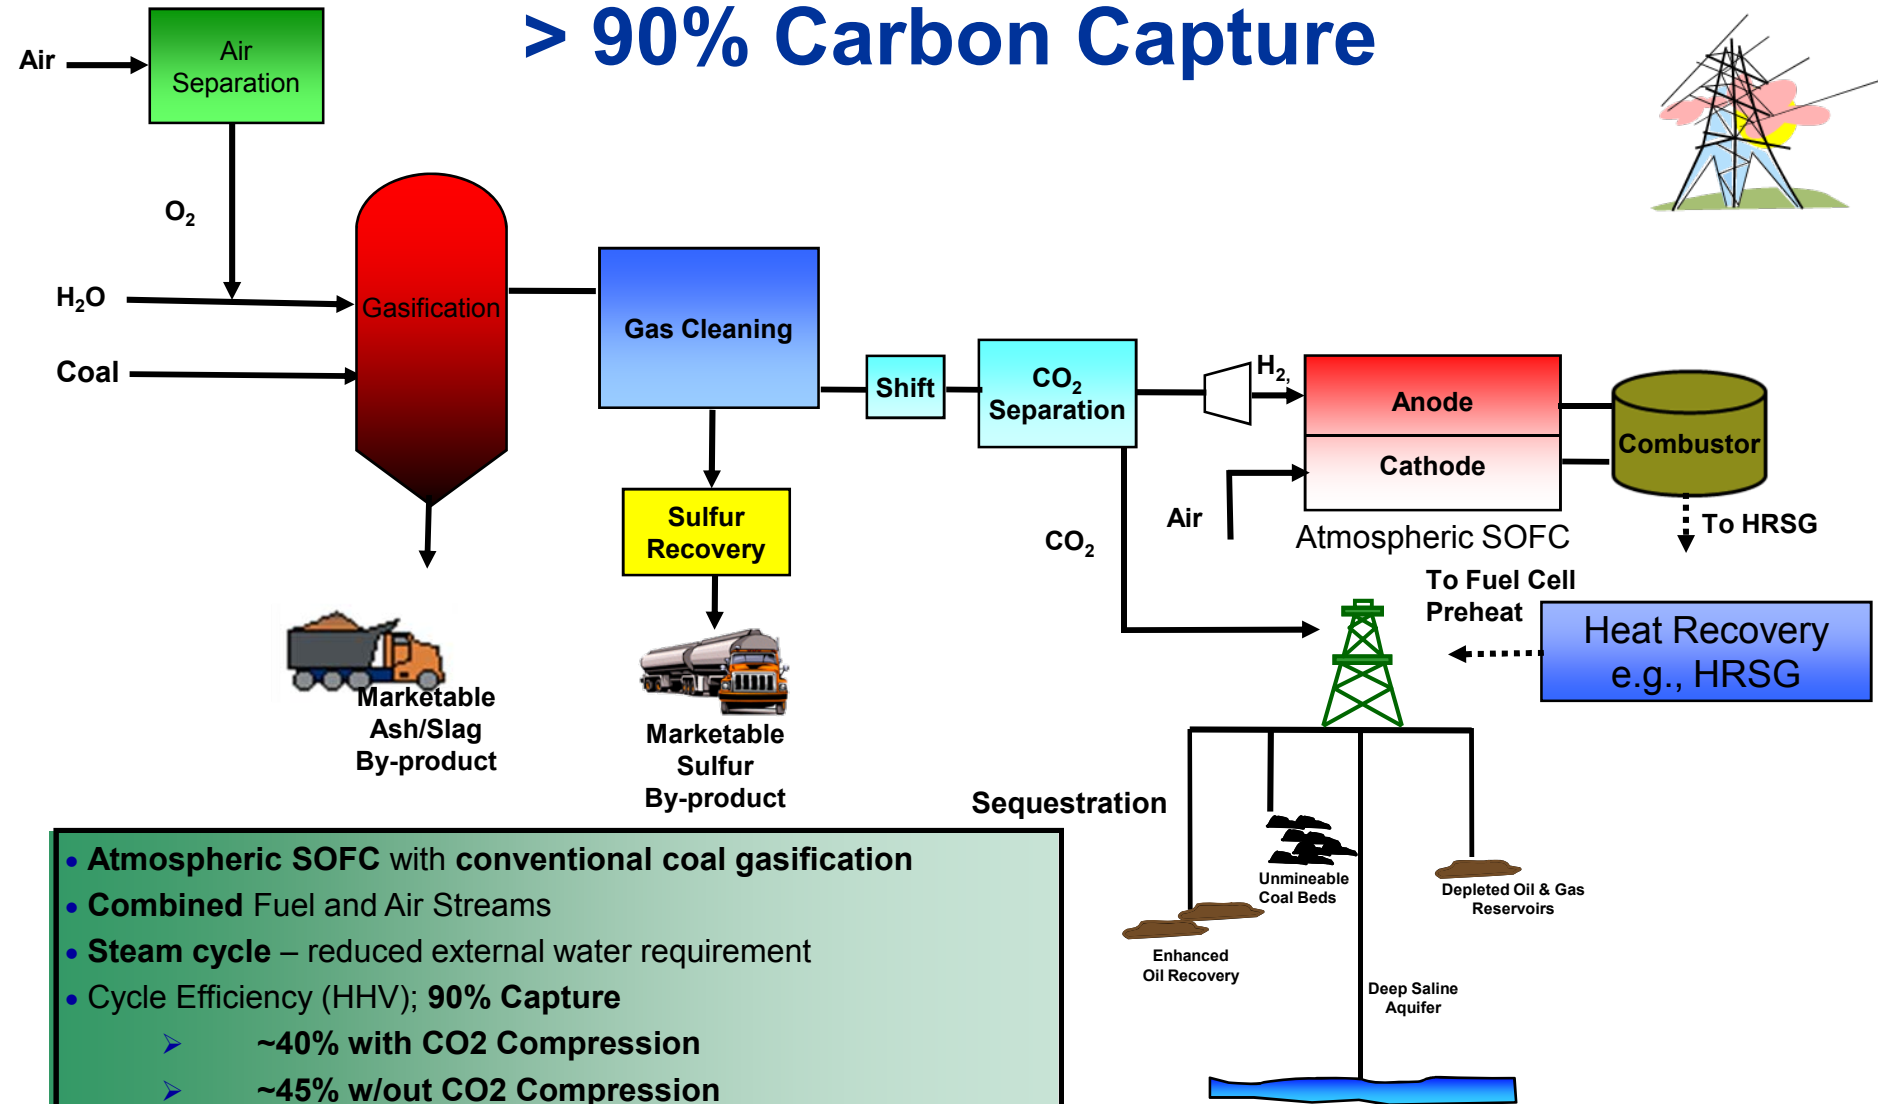 > 90% Carbon Capture
Air
Air
Separation
O₂
H₂O
Coal
Gasification
Gas Cleaning
Shift
CO₂
Separation
H₂,
Anode
Cathode
Combustor
Air
Atmospheric SOFC
To HRSG
CO₂
Sulfur
Recovery
To Fuel Cell
Preheat
Heat Recovery
e.g., HRSG
Marketable
Ash/Slag
By-product
Marketable
Sulfur
By-product
Sequestration
Unmineable
Coal Beds
Depleted Oil & Gas
Reservoirs
Enhanced
Oil Recovery
Deep Saline
Aquifer
• Atmospheric SOFC with conventional coal gasification
• Combined Fuel and Air Streams
• Steam cycle – reduced external water requirement
• Cycle Efficiency (HHV); 90% Capture
➢ ~40% with CO2 Compression
➢ ~45% w/out CO2 Compression